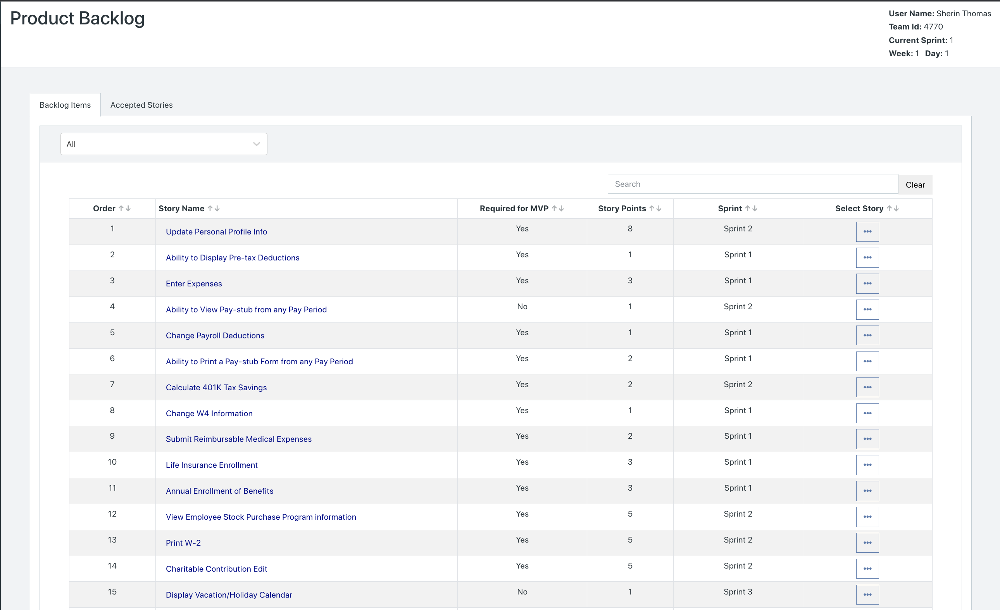 Product Backlog
User Name: Sherin Thomas
Team Id: 4770
Current Sprint: 1
Week: 1 Day: 1
Backlog Items Accepted Stories
All
Search Clear
Order Story Name Required for MVP Story Points Sprint Select Story
1 Update Personal Profile Info Yes 8 Sprint 2
2 Ability to Display Pre-tax Deductions Yes 1 Sprint 1
3 Enter Expenses Yes 3 Sprint 1
4 Ability to View Pay-stub from any Pay Period No 1 Sprint 2
5 Change Payroll Deductions Yes 1 Sprint 1
6 Ability to Print a Pay-stub Form from any Pay Period Yes 2 Sprint 1
7 Calculate 401K Tax Savings Yes 2 Sprint 2
8 Change W4 Information Yes 1 Sprint 1
9 Submit Reimbursable Medical Expenses Yes 2 Sprint 1
10 Life Insurance Enrollment Yes 3 Sprint 1
11 Annual Enrollment of Benefits Yes 3 Sprint 1
12 View Employee Stock Purchase Program information Yes 5 Sprint 2
13 Print W-2 Yes 5 Sprint 2
14 Charitable Contribution Edit Yes 5 Sprint 2
15 Display Vacation/Holiday Calendar No 1 Sprint 3